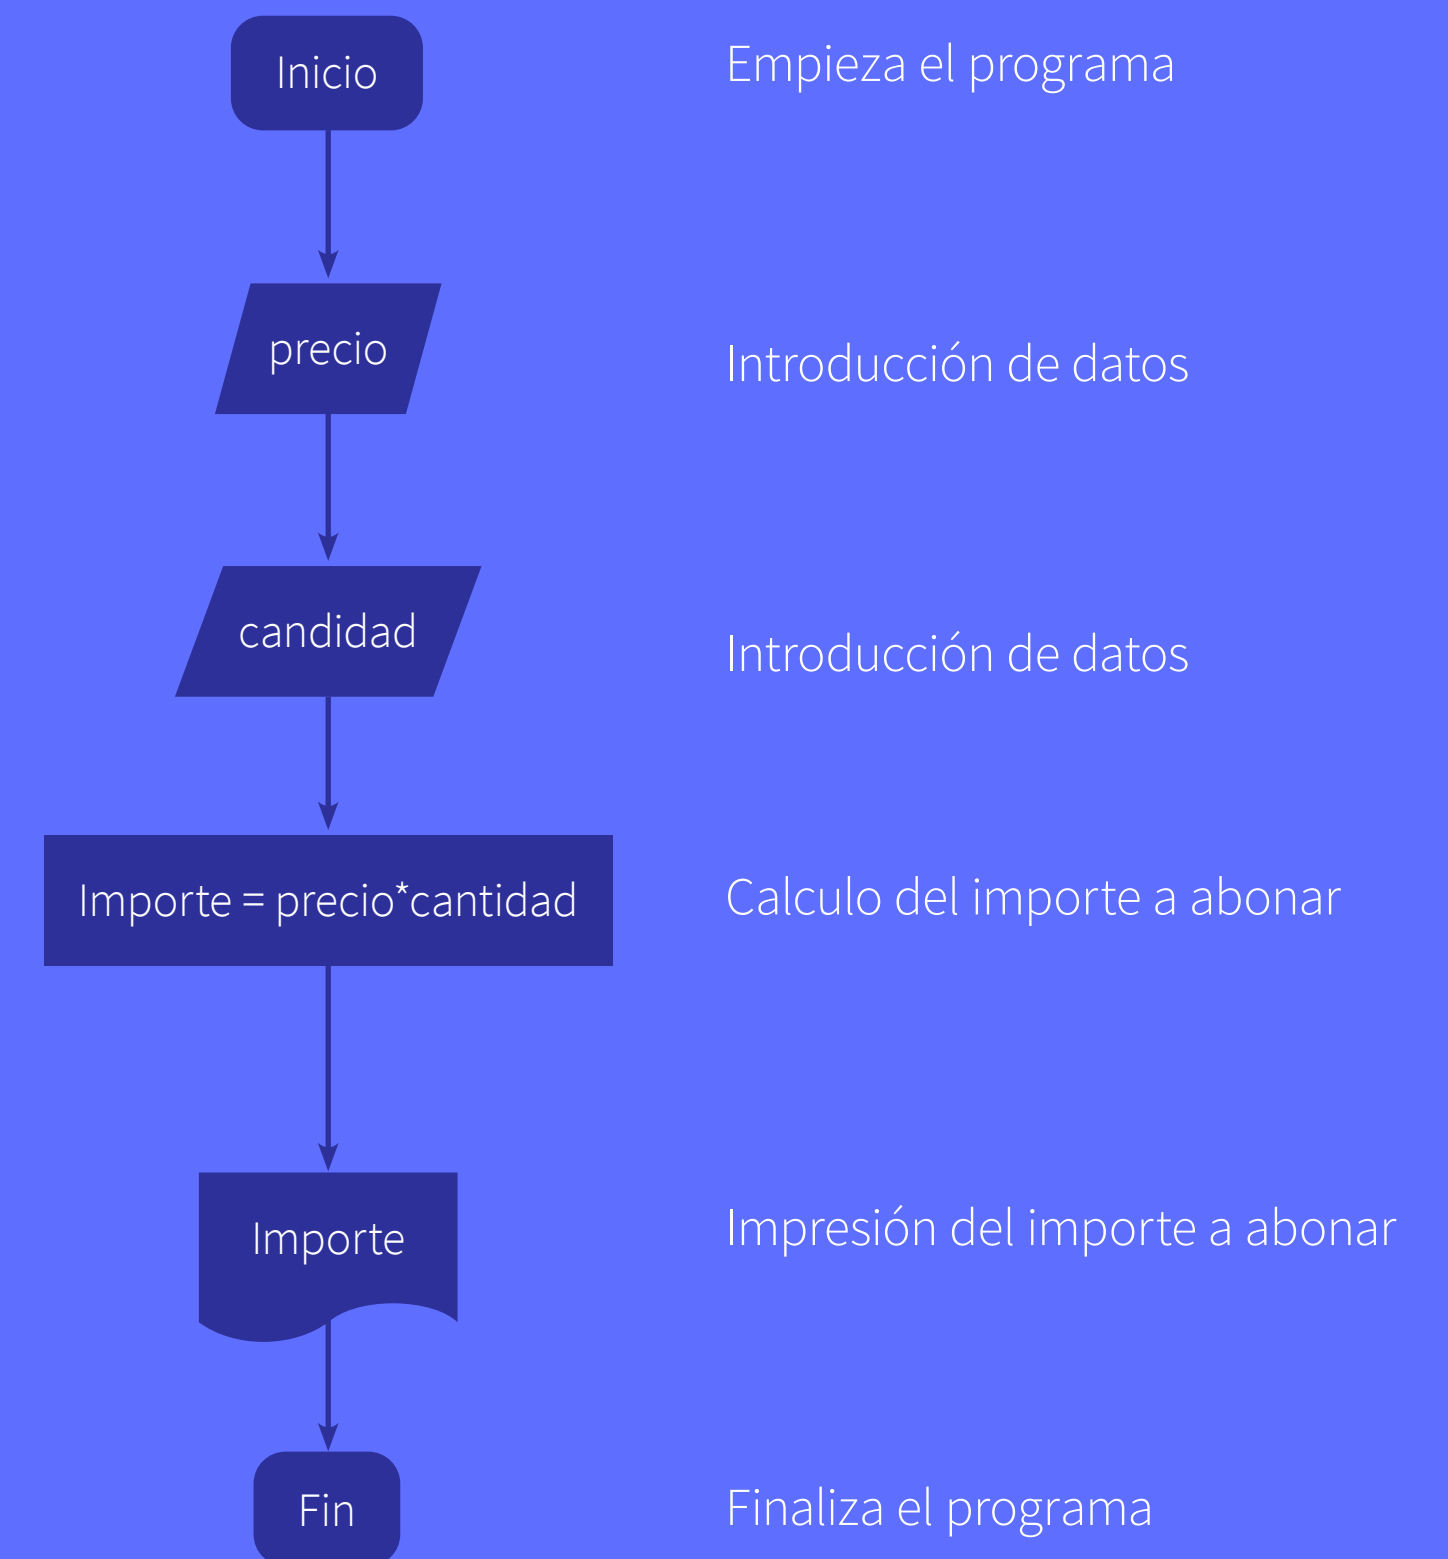 Inicio
Empieza el programa
precio
Introducción de datos
candidad
Introducción de datos
Importe = precio*cantidad
Calculo del importe a abonar
Importe
Impresión del importe a abonar
Fin
Finaliza el programa